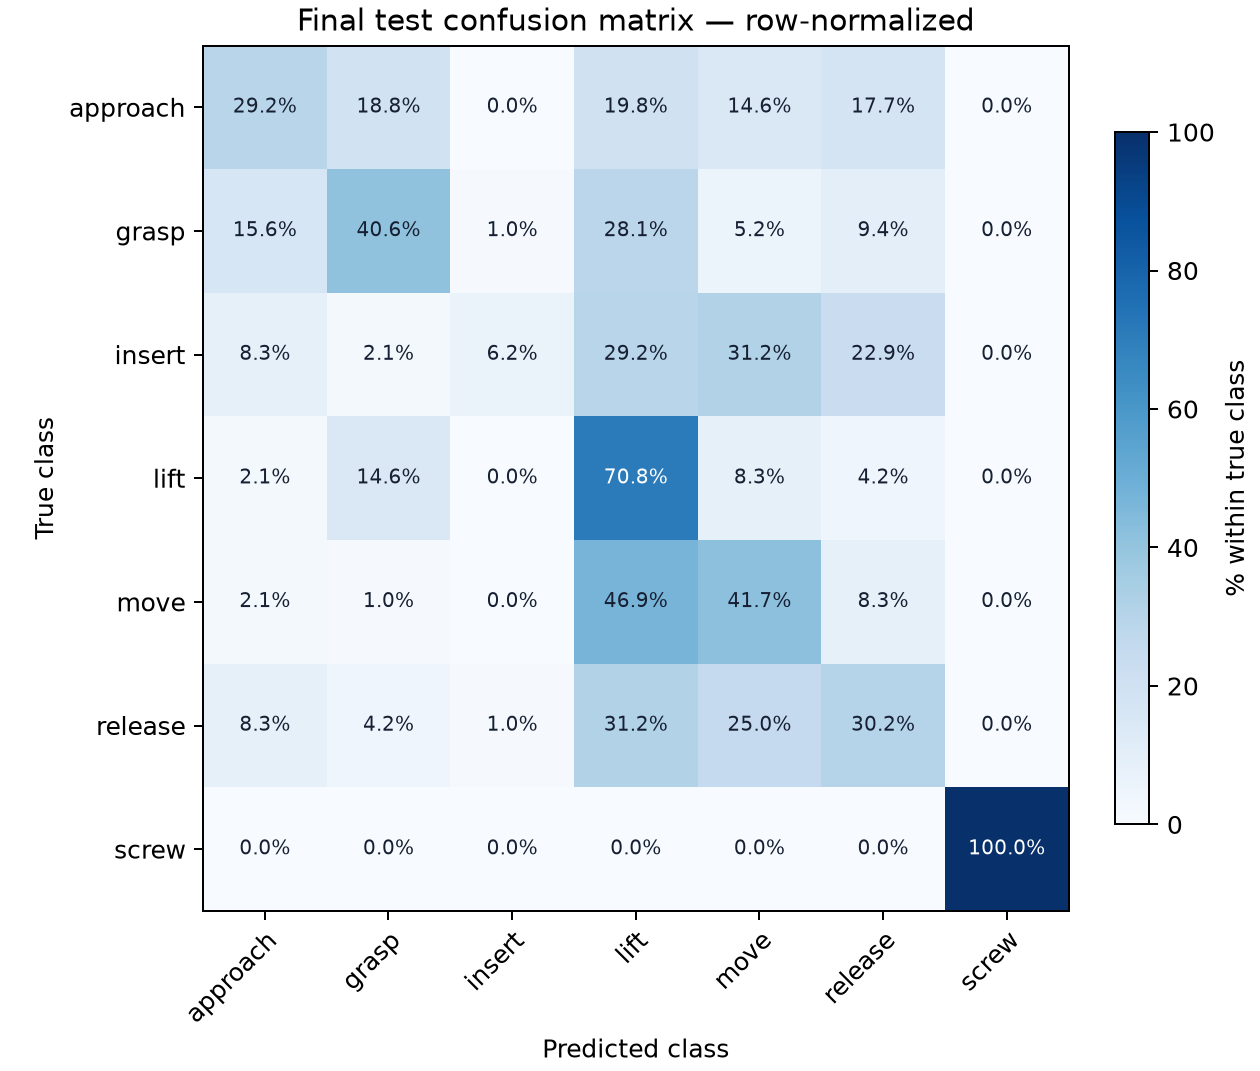 Final test confusion matrix — row-normalized
approach 29.2% 18.8% 0.0% 19.8% 14.6% 17.7% 0.0%
grasp 15.6% 40.6% 1.0% 28.1% 5.2% 9.4% 0.0%
insert 8.3% 2.1% 6.2% 29.2% 31.2% 22.9% 0.0%
lift 2.1% 14.6% 0.0% 70.8% 8.3% 4.2% 0.0%
move 2.1% 1.0% 0.0% 46.9% 41.7% 8.3% 0.0%
release 8.3% 4.2% 1.0% 31.2% 25.0% 30.2% 0.0%
screw 0.0% 0.0% 0.0% 0.0% 0.0% 0.0% 100.0%
approach grasp insert lift move release screw
Predicted class
True class
100
80
60
40
20
0
% within true class